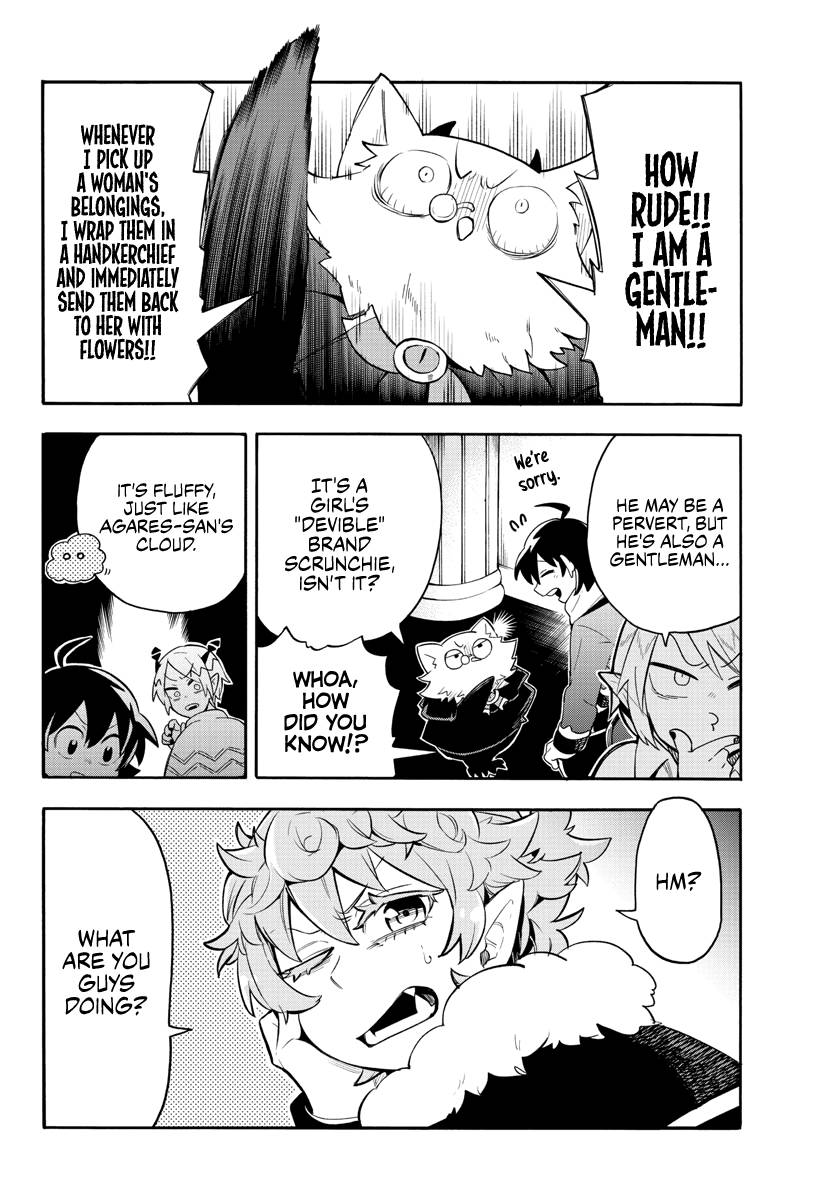 HOW
RUDE!!
I AM A
GENTLE-
MAN!!
WHENEVER
I PICK UP
A WOMAN'S
BELONGINGS,
I WRAP THEM IN
A HANDKERCHIEF
AND IMMEDIATELY
SEND THEM BACK
TO HER WITH
FLOWERS!!
HE MAY BE A
PERVERT, BUT
HE'S ALSO A
GENTLEMAN...
We're
sorry.
IT'S A
GIRL'S
"DEVIBLE"
BRAND
SCRUNCHIE,
ISN'T IT?
WHOA,
HOW
DID YOU
KNOW!?
IT'S FLUFFY,
JUST LIKE
AGARES-SAN'S
CLOUD.
HM?
WHAT
ARE YOU
GUYS
DOING?